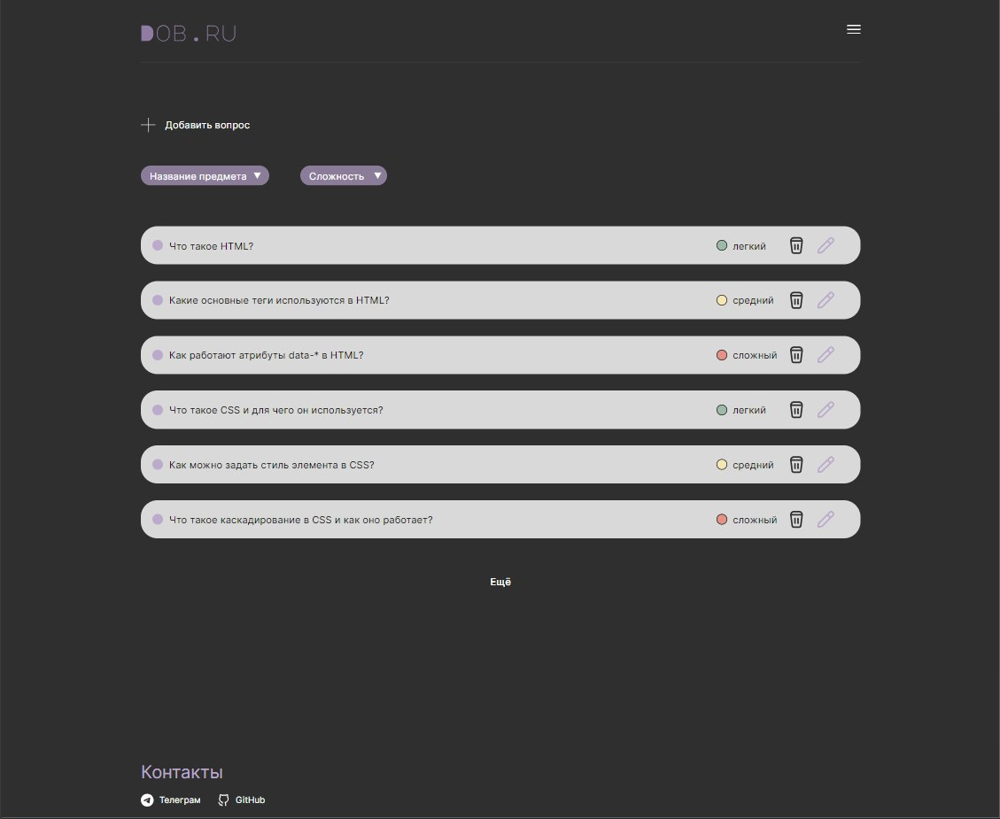 DOB.RU
Добавить вопрос
Название предмета ▼ Сложность ▼
Что такое HTML? легкий
Какие основные теги используются в HTML? средний
Как работают атрибуты data-* в HTML? сложный
Что такое CSS и для чего он используется? легкий
Как можно задать стиль элемента в CSS? средний
Что такое каскадирование в CSS и как оно работает? сложный
Ещё
Контакты
Телеграм GitHub